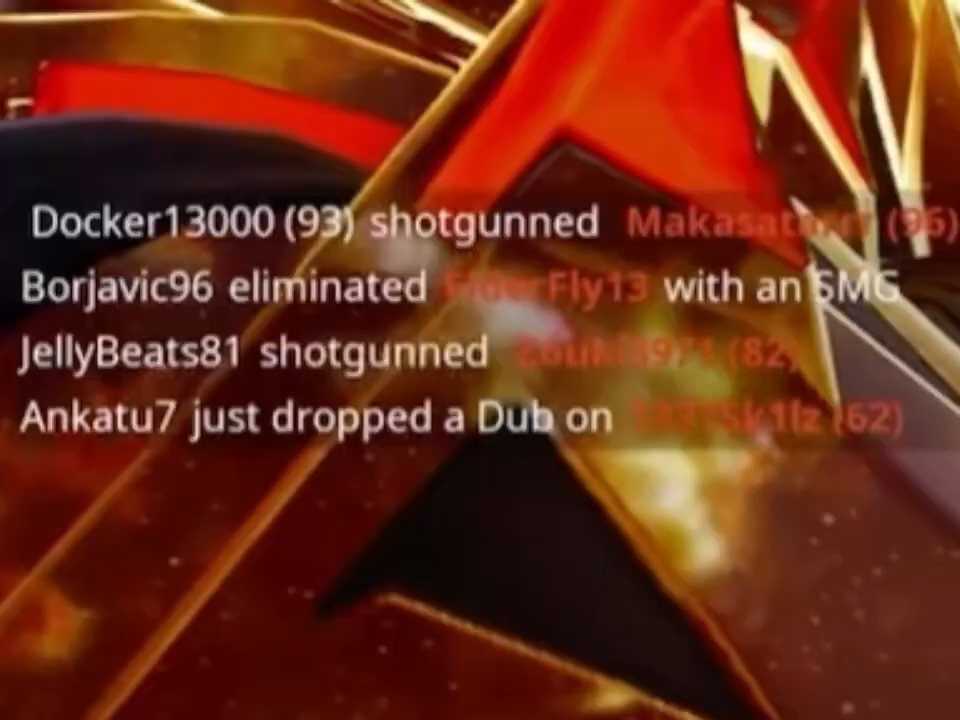 Docker13000 (93) shotgunned (96)
Borjavic96 eliminated with an SMG
JellyBeats81 shotgunned (82)
Ankatu7 just dropped a Dub on (62)